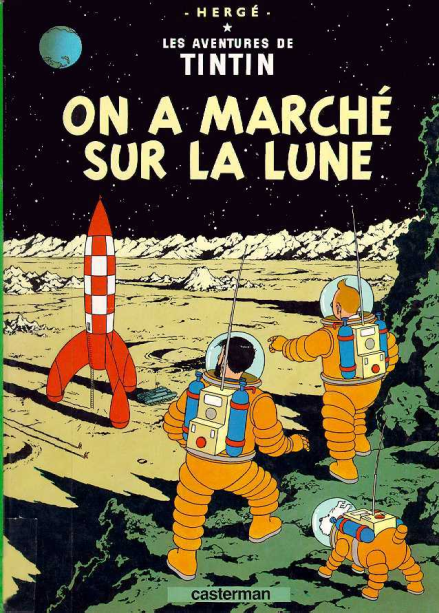 - HERGÉ -
LES AVENTURES DE
TINTIN
ON A MARCHÉ
SUR LA LUNE
casterman